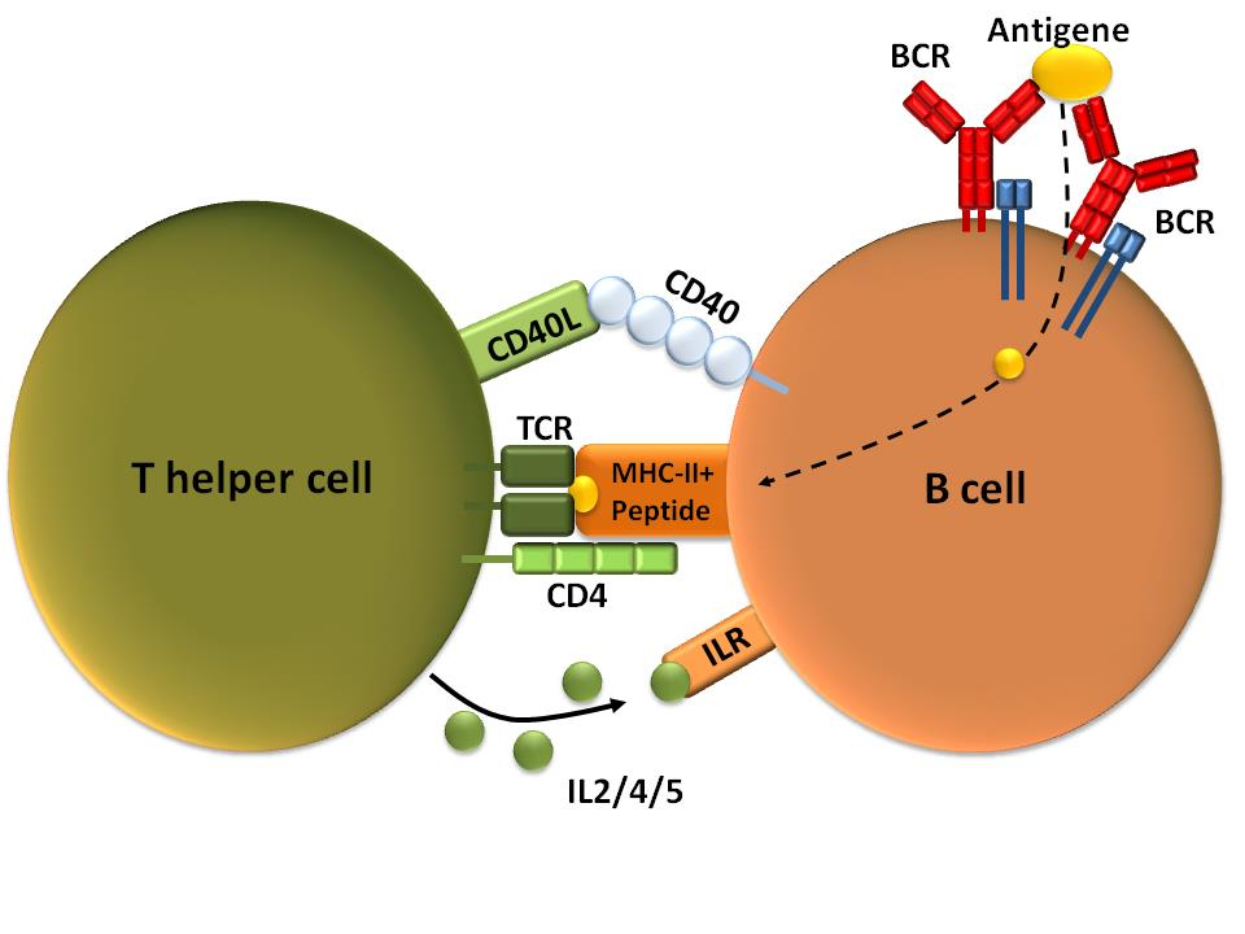 Antigene
BCR
BCR
CD40
CD40L
TCR
MHC-II+
Peptide
T helper cell
B cell
CD4
ILR
IL2/4/5